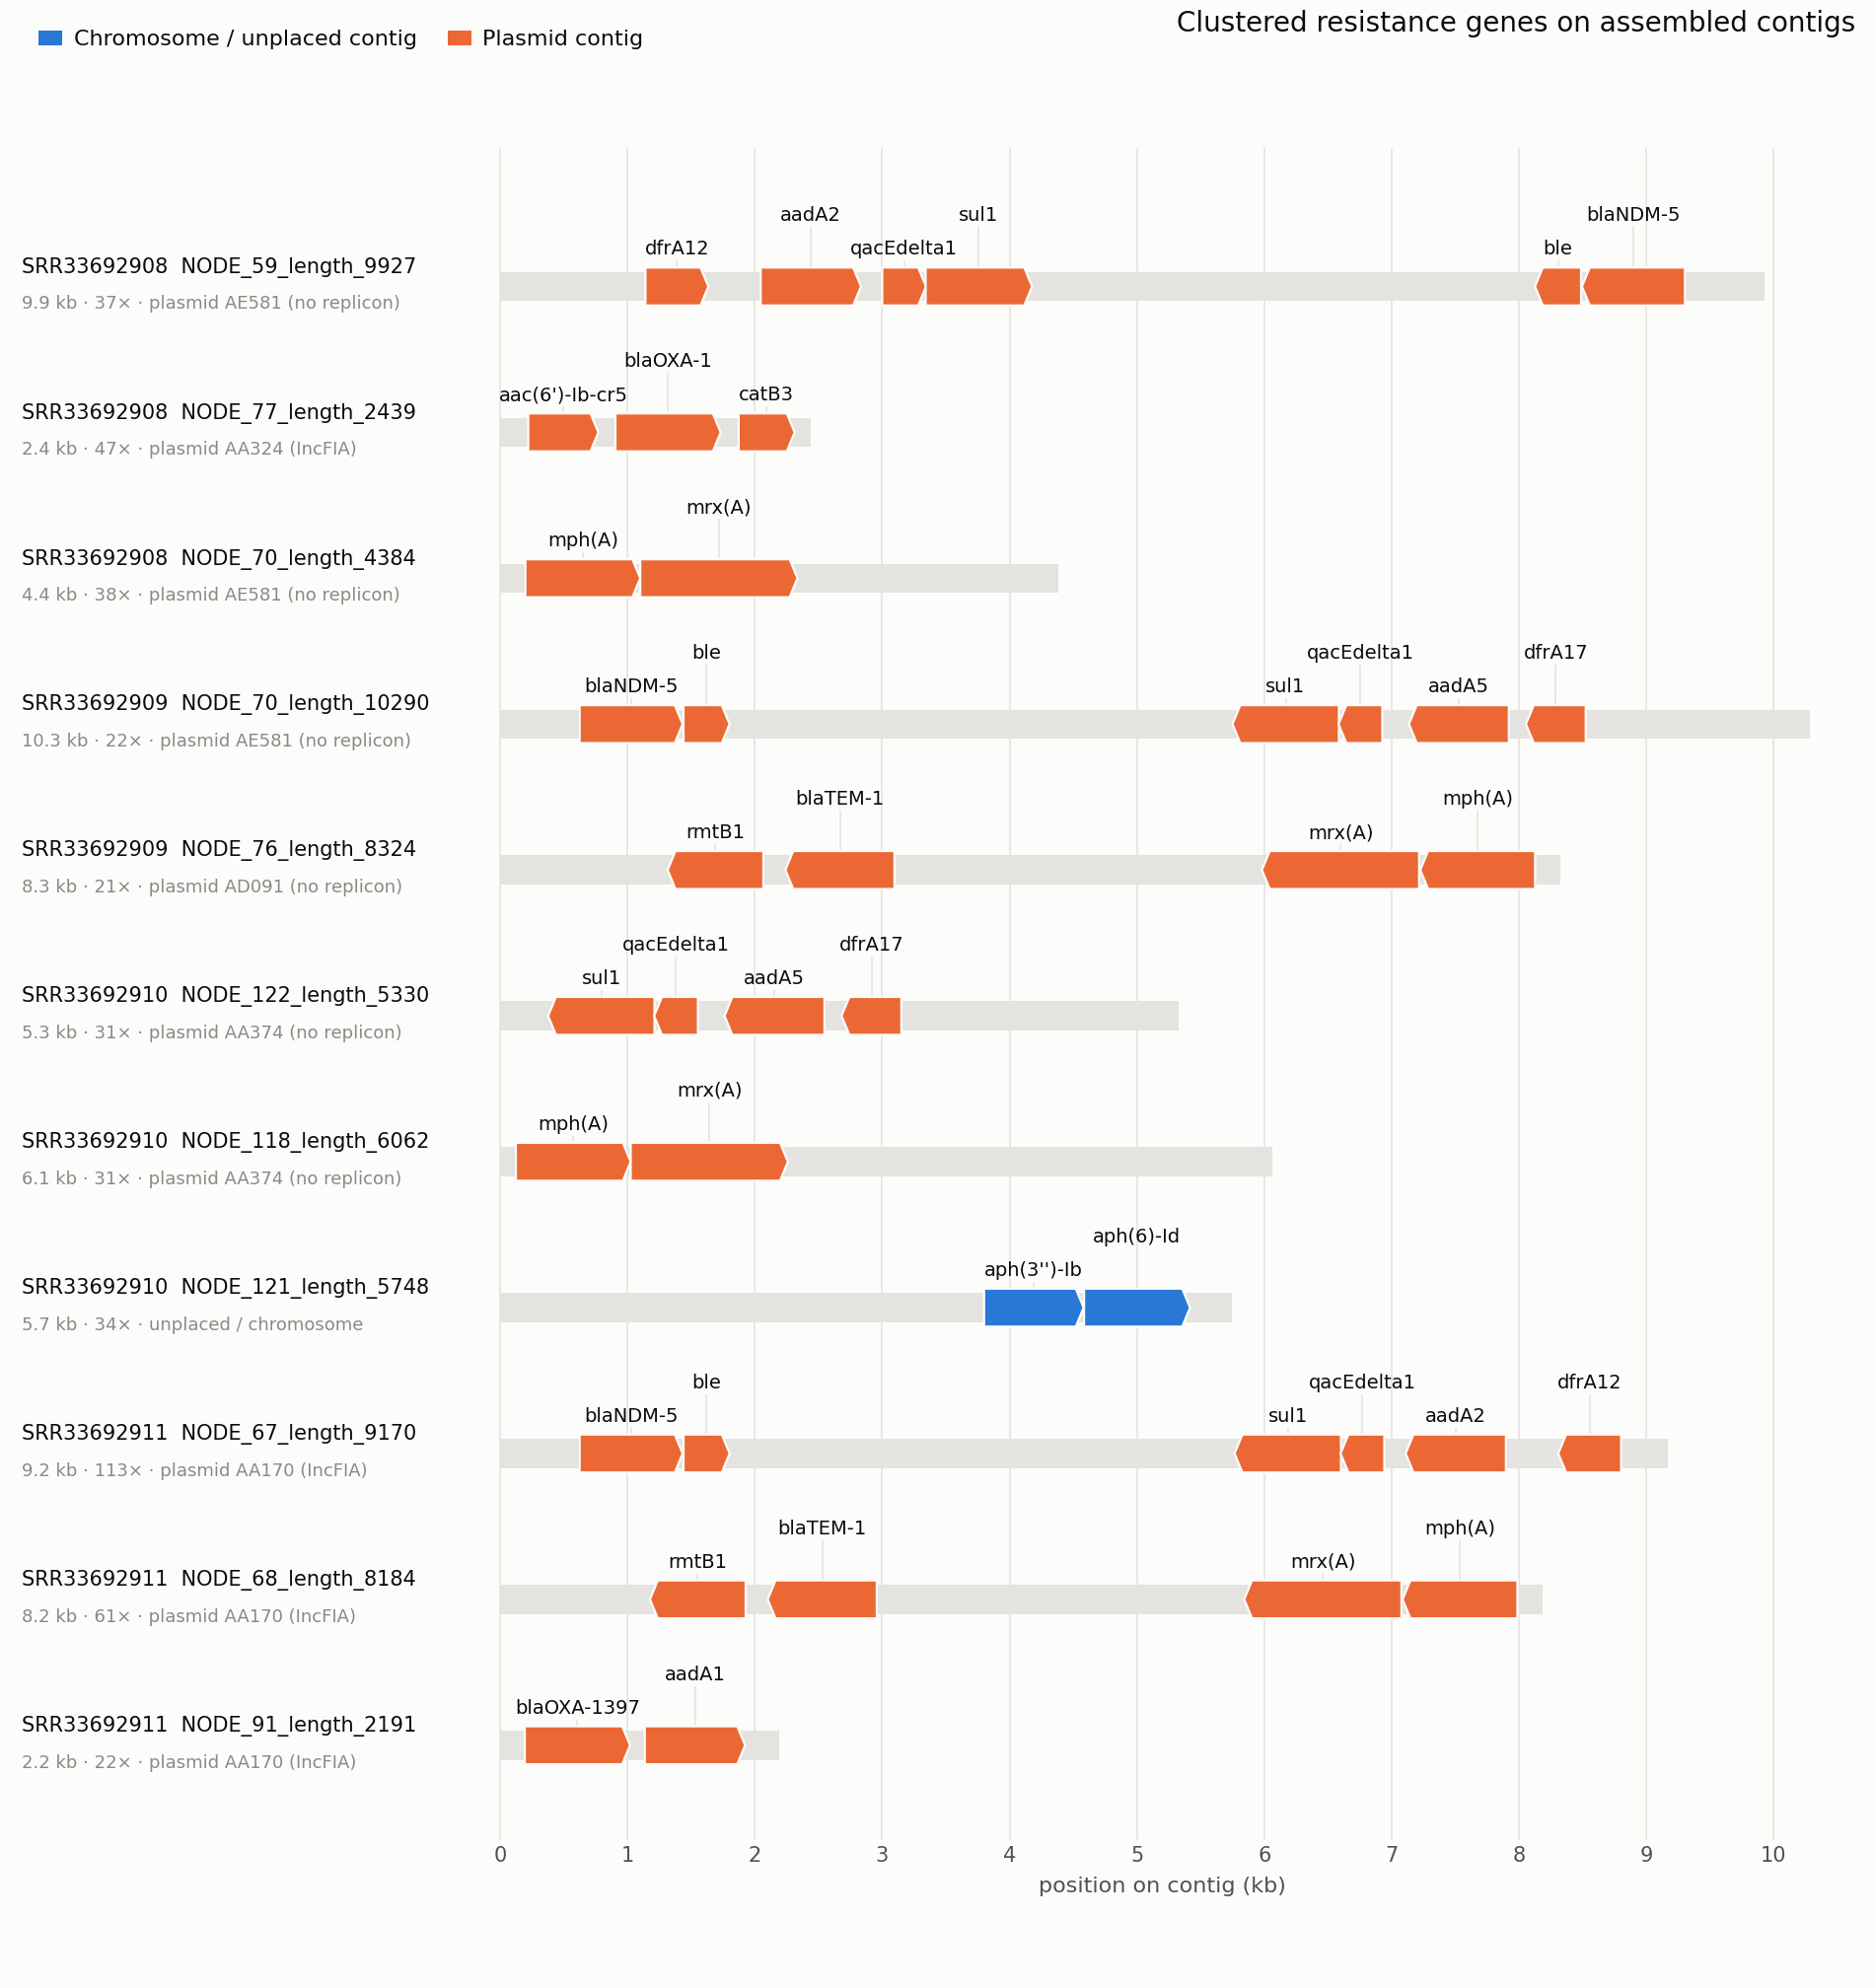 Clustered resistance genes on assembled contigs
Chromosome / unplaced contig
Plasmid contig
aadA2 sul1 blaNDM-5
dfrA12 qacEdelta1 ble
SRR33692908 NODE_59_length_9927
9.9 kb · 37× · plasmid AE581 (no replicon)
blaOXA-1
aac(6')-Ib-cr5 catB3
SRR33692908 NODE_77_length_2439
2.4 kb · 47× · plasmid AA324 (IncFIA)
mrx(A)
mph(A)
SRR33692908 NODE_70_length_4384
4.4 kb · 38× · plasmid AE581 (no replicon)
ble qacEdelta1 dfrA17
blaNDM-5 sul1 aadA5
SRR33692909 NODE_70_length_10290
10.3 kb · 22× · plasmid AE581 (no replicon)
blaTEM-1 mph(A)
rmtB1 mrx(A)
SRR33692909 NODE_76_length_8324
8.3 kb · 21× · plasmid AD091 (no replicon)
qacEdelta1 dfrA17
sul1 aadA5
SRR33692910 NODE_122_length_5330
5.3 kb · 31× · plasmid AA374 (no replicon)
mrx(A)
mph(A)
SRR33692910 NODE_118_length_6062
6.1 kb · 31× · plasmid AA374 (no replicon)
aph(6)-Id
aph(3'')-Ib
SRR33692910 NODE_121_length_5748
5.7 kb · 34× · unplaced / chromosome
ble qacEdelta1 dfrA12
blaNDM-5 sul1 aadA2
SRR33692911 NODE_67_length_9170
9.2 kb · 113× · plasmid AA170 (IncFIA)
blaTEM-1 mph(A)
rmtB1 mrx(A)
SRR33692911 NODE_68_length_8184
8.2 kb · 61× · plasmid AA170 (IncFIA)
aadA1
blaOXA-1397
SRR33692911 NODE_91_length_2191
2.2 kb · 22× · plasmid AA170 (IncFIA)
0 1 2 3 4 5 6 7 8 9 10
position on contig (kb)